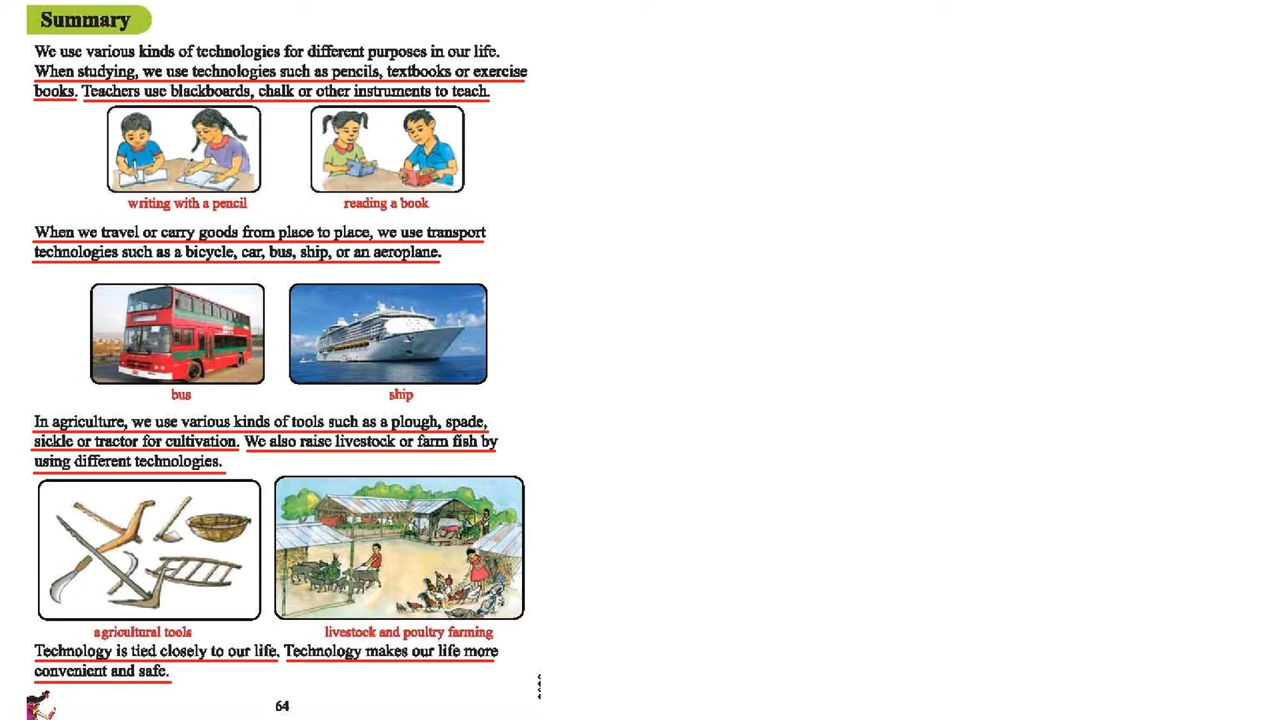 Summary
We use various kinds of technologies for different purposes in our life.
When studying, we use technologies such as pencils, textbooks or exercise
books. Teachers use blackboards, chalk or other instruments to teach.
writing with a pencil
reading a book
When we travel or carry goods from place to place, we use transport
technologies such as a bicycle, car, bus, ship, or an aeroplane.
bus
ship
In agriculture, we use various kinds of tools such as a plough, spade,
sickle or tractor for cultivation. We also raise livestock or farm fish by
using different technologies.
agricultural tools
livestock and poultry farming
Technology is tied closely to our life. Technology makes our life more
convenient and safe.
64